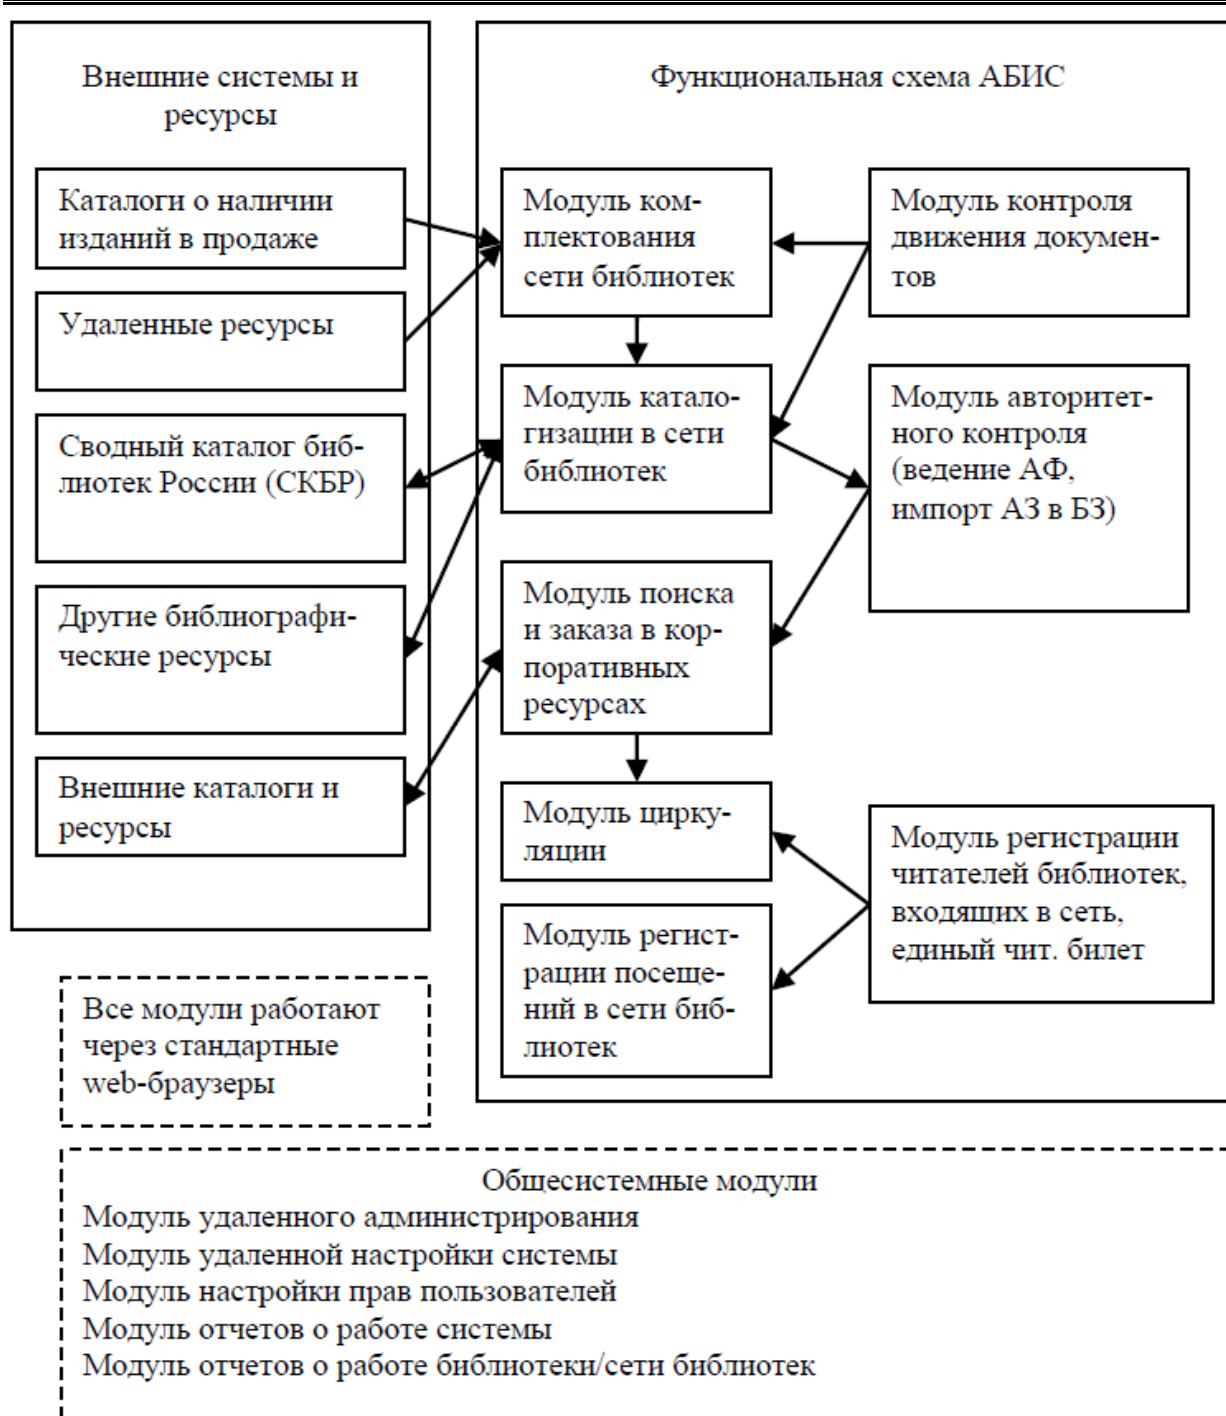 Внешние системы и
ресурсы
Каталоги о наличии
изданий в продаже
Удаленные ресурсы
Сводный каталог биб-
лиотек России (СКБР)
Другие библиографи-
ческие ресурсы
Внешние каталоги и
ресурсы
Функциональная схема АБИС
Модуль ком-
плектования
сети библиотек
Модуль контроля
движения докумен-
тов
Модуль катало-
гизации в сети
библиотек
Модуль авторитет-
ного контроля
(ведение АФ,
импорт АЗ в БЗ)
Модуль поиска
и заказа в кор-
поративных
ресурсах
Модуль цирку-
ляции
Модуль регистрации
читателей библиотек,
входящих в сеть,
единый чит. билет
Модуль регист-
рации посеще-
ний в сети биб-
лиотек
Все модули работают
через стандартные
web-браузеры
Общесистемные модули
Модуль удаленного администрирования
Модуль удаленной настройки системы
Модуль настройки прав пользователей
Модуль отчетов о работе системы
Модуль отчетов о работе библиотеки/сети библиотек